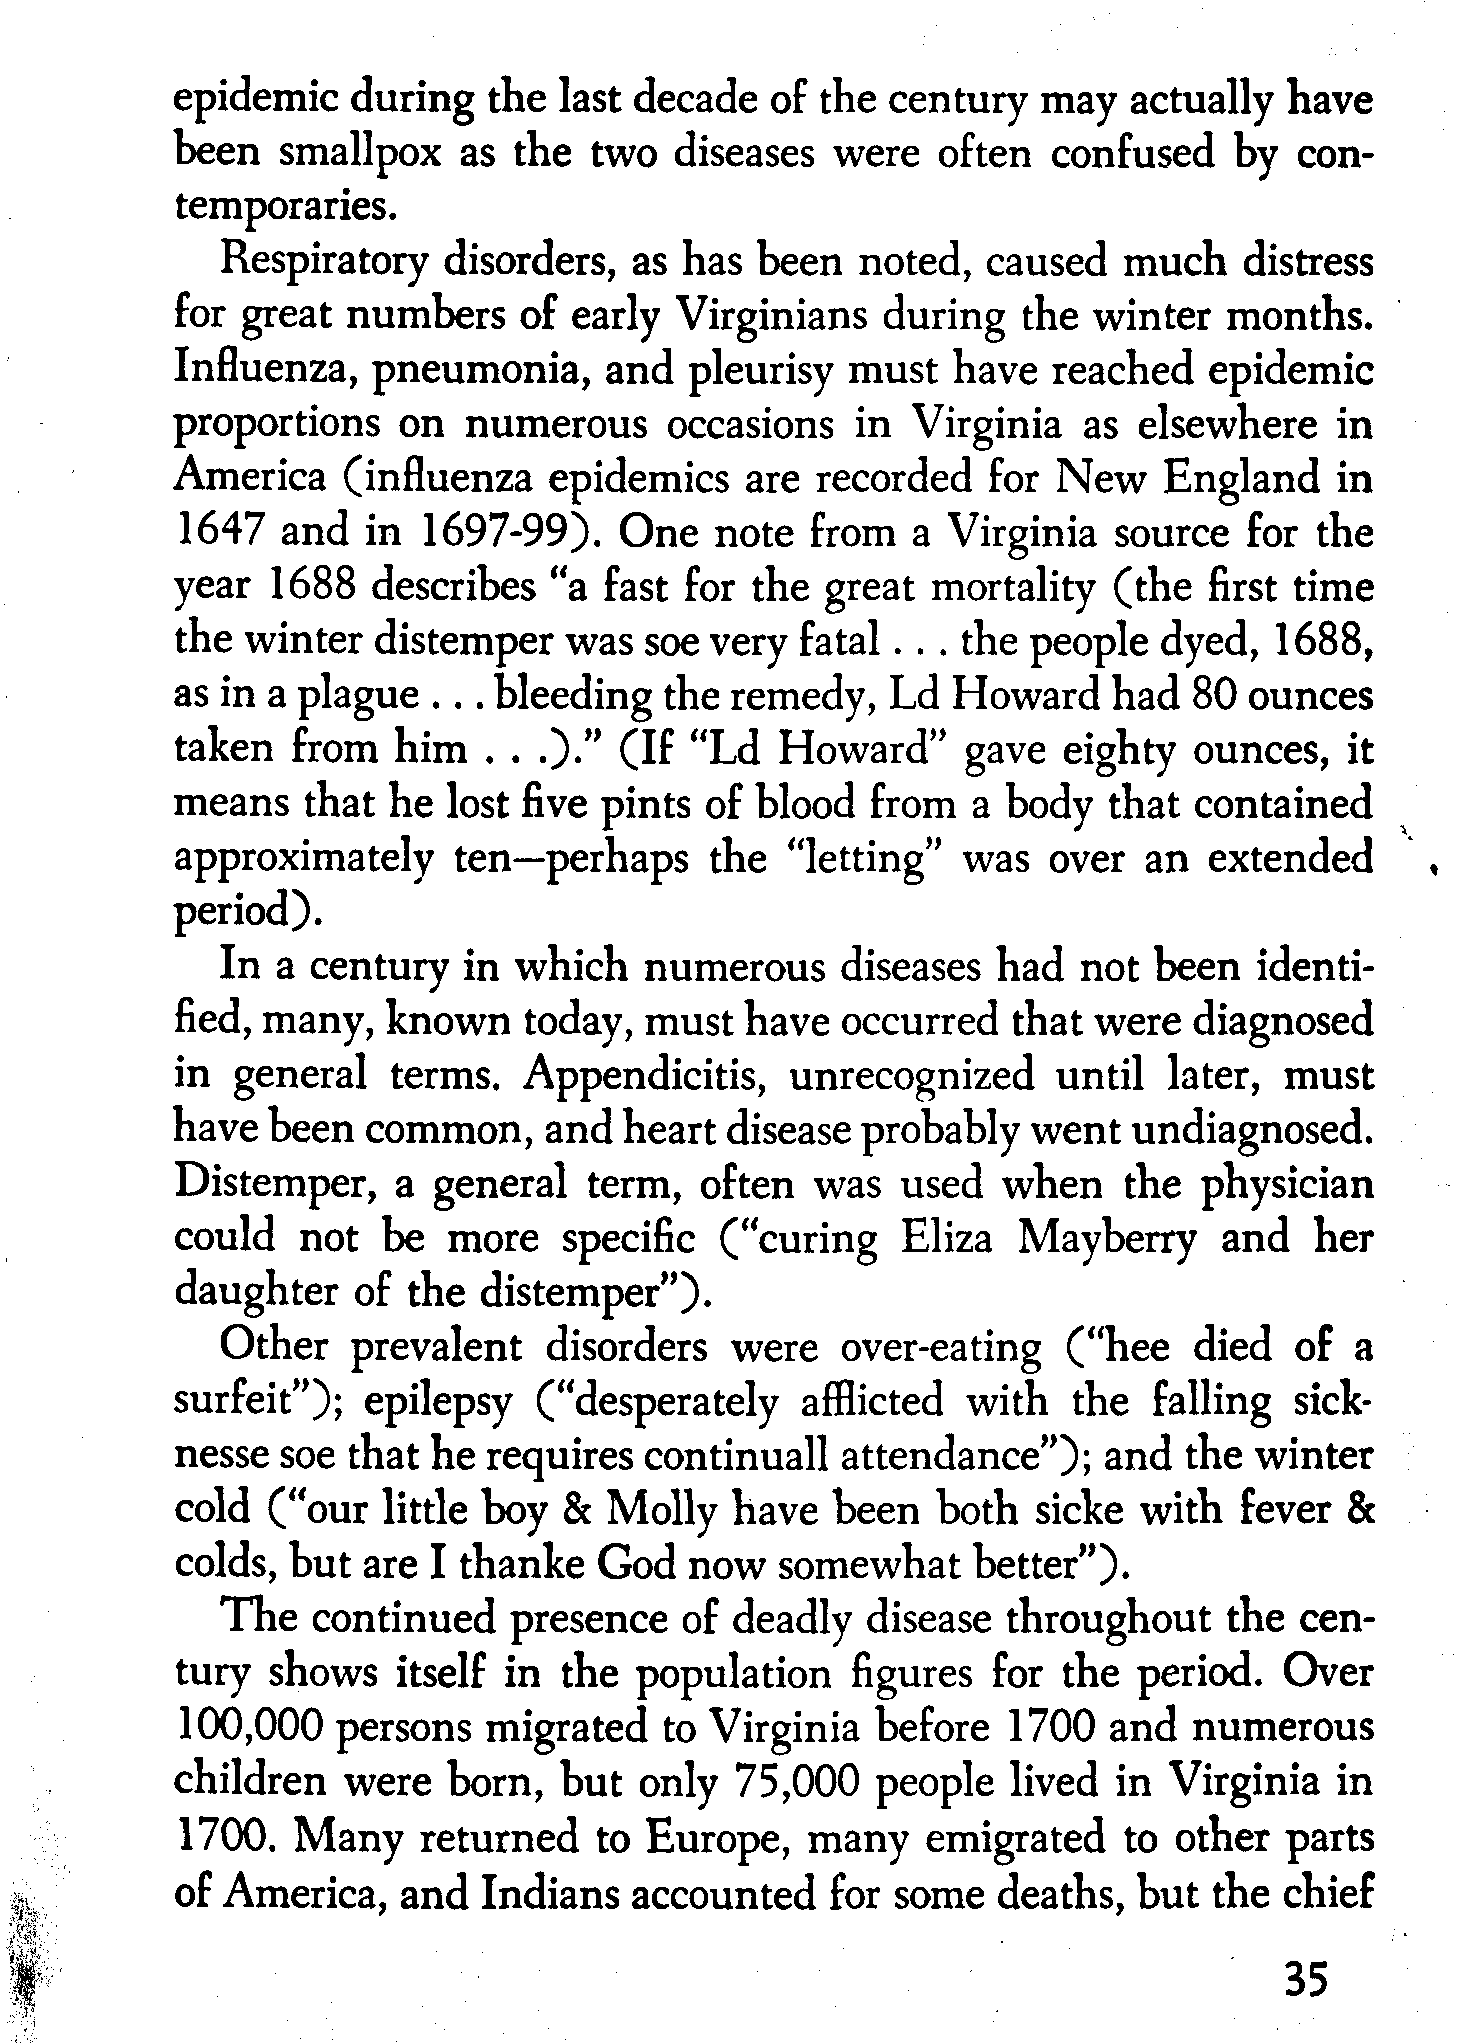 epidemic during the last decade of the century may actually have
been smallpox as the two diseases were often confused by con-
temporaries.
Respiratory disorders, as has been noted, caused much distress
for great numbers of early Virginians during the winter months.
Influenza, pneumonia, and pleurisy must have reached epidemic
proportions on numerous occasions in Virginia as elsewhere in
America (influenza epidemics are recorded for New England in
1647 and in 1697-99). One note from a Virginia source for the
year 1688 describes “a fast for the great mortality (the first time
the winter distemper was soe very fatal . . . the people dyed, 1688,
as in a plague . . . bleeding the remedy, Ld Howard had 80 ounces
taken from him . . .).” (If “Ld Howard” gave eighty ounces, it
means that he lost five pints of blood from a body that contained
approximately ten—perhaps the “letting” was over an extended
period).
In a century in which numerous diseases had not been identi-
fied, many, known today, must have occurred that were diagnosed
in general terms. Appendicitis, unrecognized until later, must
have been common, and heart disease probably went undiagnosed.
Distemper, a general term, often was used when the physician
could not be more specific (“curing Eliza Mayberry and her
daughter of the distemper”).
Other prevalent disorders were over-eating (“hee died of a
surfeit”); epilepsy (“desperately afflicted with the falling sick-
nesse soe that he requires continuall attendance”); and the winter
cold (“our little boy & Molly have been both sicke with fever &
colds, but are I thanke God now somewhat better”).
The continued presence of deadly disease throughout the cen-
tury shows itself in the population figures for the period. Over
100,000 persons migrated to Virginia before 1700 and numerous
children were born, but only 75,000 people lived in Virginia in
1700. Many returned to Europe, many emigrated to other parts
of America, and Indians accounted for some deaths, but the chief
35